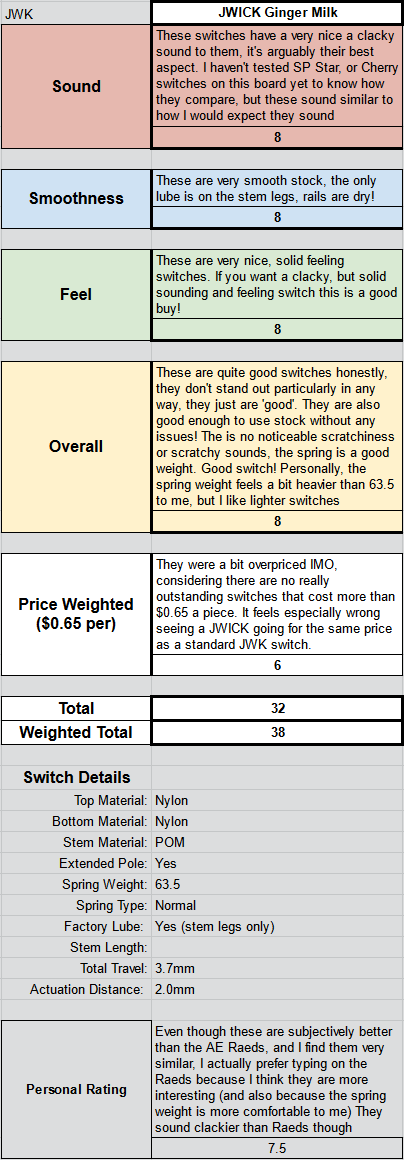 JWK
JWICK Ginger Milk
Sound
These switches have a very nice a clacky
sound to them, it's arguably their best
aspect. I haven't tested SP Star, or Cherry
switches on this board yet to know how
they compare, but these sound similar to
how I would expect they sound
8
Smoothness
These are very smooth stock, the only
lube is on the stem legs, rails are dry!
8
Feel
These are very nice, solid feeling
switches. If you want a clacky, but solid
sounding and feeling switch this is a good
buy!
8
Overall
These are quite good switches honestly,
they don't stand out particularly in any
way, they just are 'good'. They are also
good enough to use stock without any
issues! The is no noticeable scratchiness
or scratchy sounds, the spring is a good
weight. Good switch! Personally, the
spring weight feels a bit heavier than 63.5
to me, but I like lighter switches
8
Price Weighted
($0.65 per)
They were a bit overpriced IMO,
considering there are no really
outstanding switches that cost more than
$0.65 a piece. It feels especially wrong
seeing a JWICK going for the same price
as a standard JWK switch.
6
Total
32
Weighted Total
38
Switch Details
Top Material: Nylon
Bottom Material: Nylon
Stem Material: POM
Extended Pole: Yes
Spring Weight: 63.5
Spring Type: Normal
Factory Lube: Yes (stem legs only)
Stem Length:
Total Travel: 3.7mm
Actuation Distance: 2.0mm
Personal Rating
Even though these are subjectively better
than the AE Raeds, and I find them very
similar, I actually prefer typing on the
Raeds because I think they are more
interesting (and also because the spring
weight is more comfortable to me) They
sound clackier than Raeds though
7.5